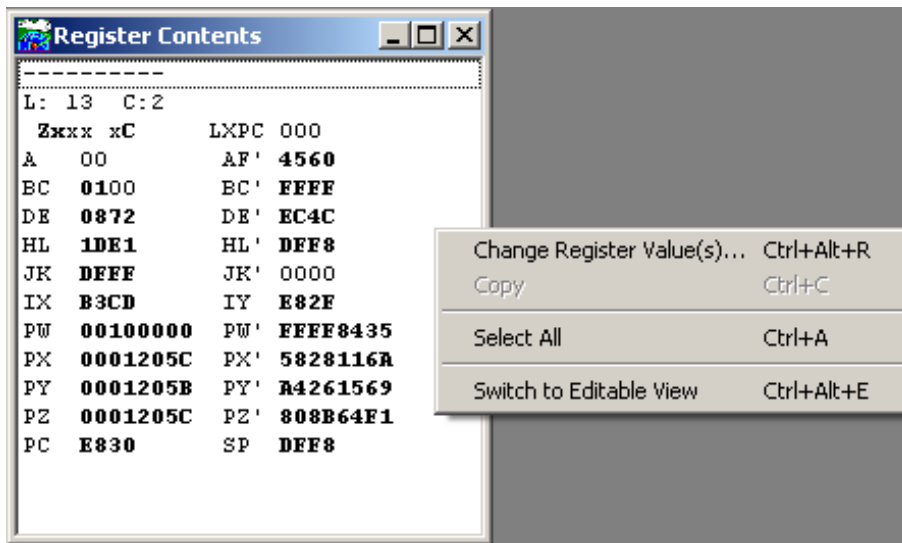 Register Contents
----------
L: 13 C:2
Zxxx xC LXPC 000
A 00 AF' 4560
BC 0100 BC' FFFF
DE 0872 DE' EC4C
HL 1DE1 HL' DFF8
JK DFFF JK' 0000
IX B3CD IY E82F
PW 00100000 PW' FFFF8435
PX 0001205C PX' 5828116A
PY 0001205B PY' A4261569
PZ 0001205C PZ' 808B64F1
PC E830 SP DFF8
Change Register Value(s)... Ctrl+Alt+R
Copy Ctrl+C
Select All Ctrl+A
Switch to Editable View Ctrl+Alt+E